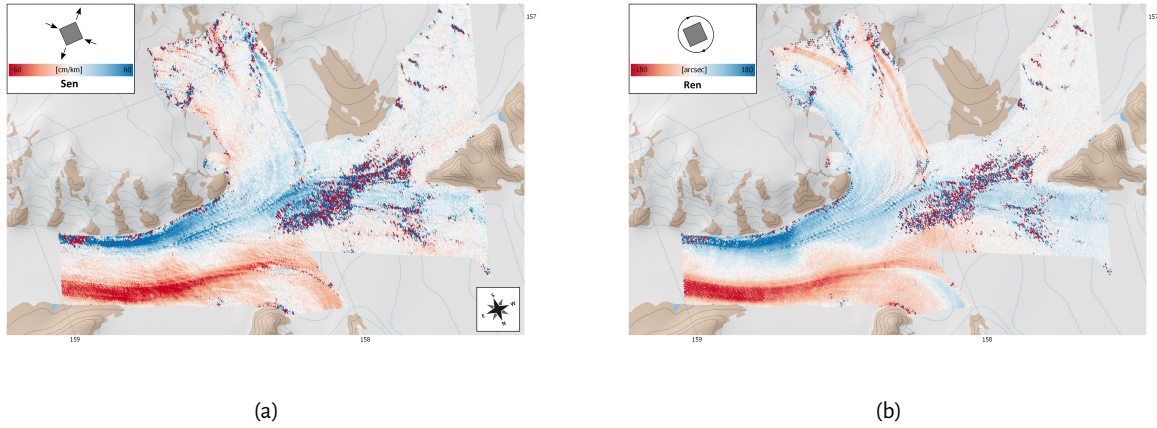 157
-60 [cm/km] 60
Sen
S
E W
N
159 158
(a)
157
-180 [arcsec] 180
Ren
159 158
(b)